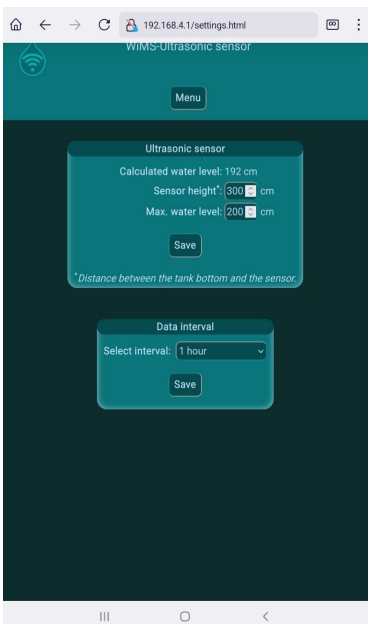 192.168.4.1/settings.html
WiMS-Ultrasonic sensor
Menu
Ultrasonic sensor
Calculated water level: 192 cm
Sensor height*: 300 cm
Max. water level: 200 cm
Save
*Distance between the tank bottom and the sensor.
Data interval
Select interval: 1 hour
Save